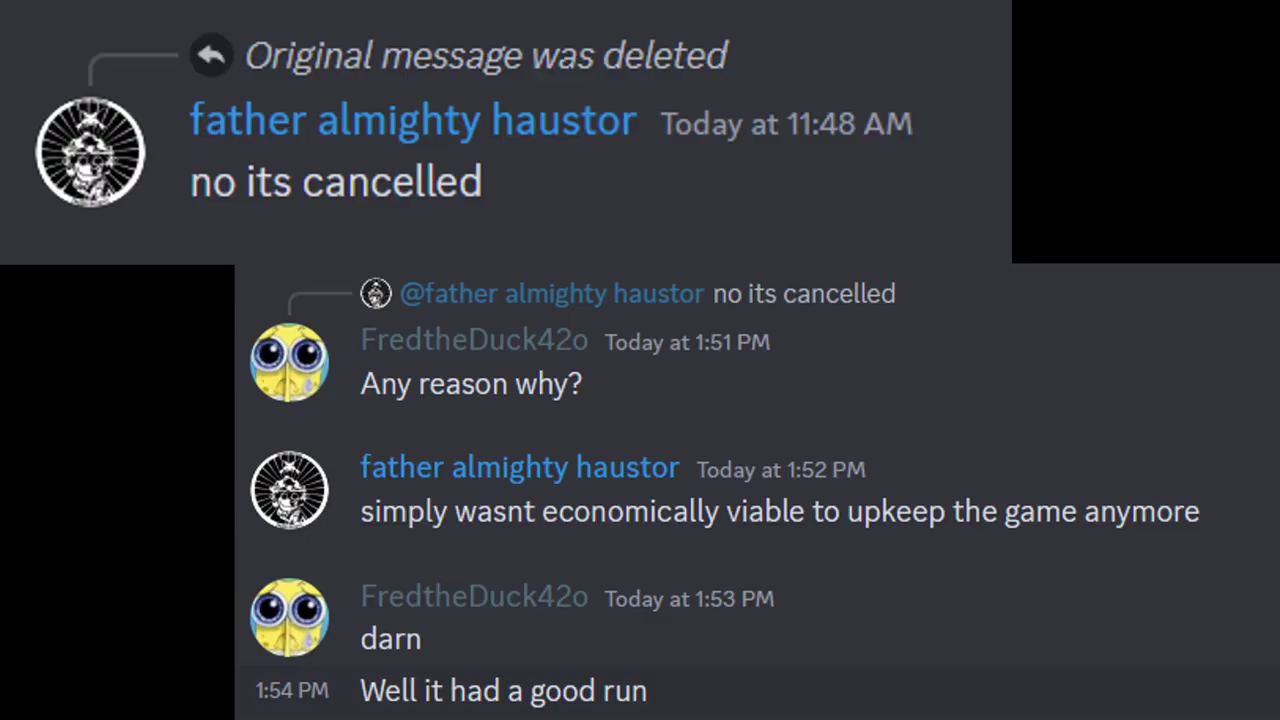 Original message was deleted
father almighty haustor Today at 11:48 AM
no its cancelled
@father almighty haustor no its cancelled
FredtheDuck42o Today at 1:51 PM
Any reason why?
father almighty haustor Today at 1:52 PM
simply wasnt economically viable to upkeep the game anymore
FredtheDuck42o Today at 1:53 PM
darn
1:54 PM Well it had a good run